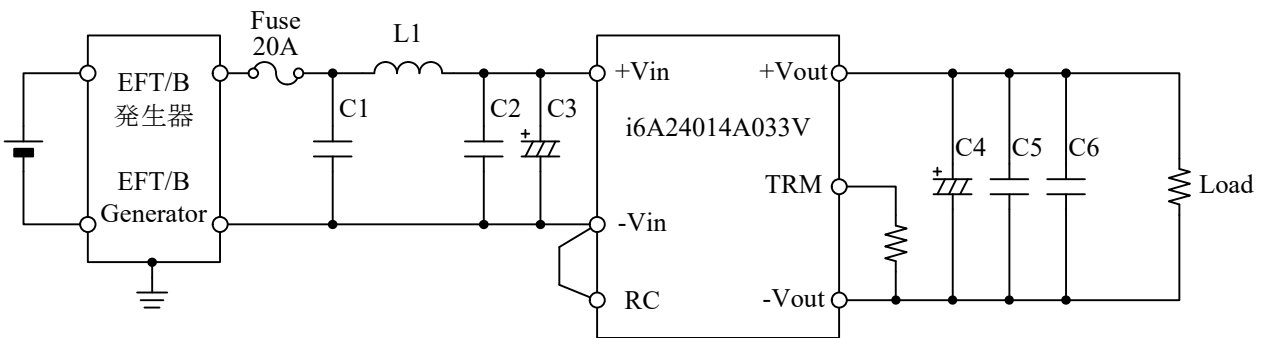 Fuse
20A
L1
EFT/B
発生器
EFT/B
Generator
C1
C2
C3
+
+Vin
-Vin
RC
i6A24014A033V
+Vout
TRM
-Vout
+
C4
C5
C6
Load